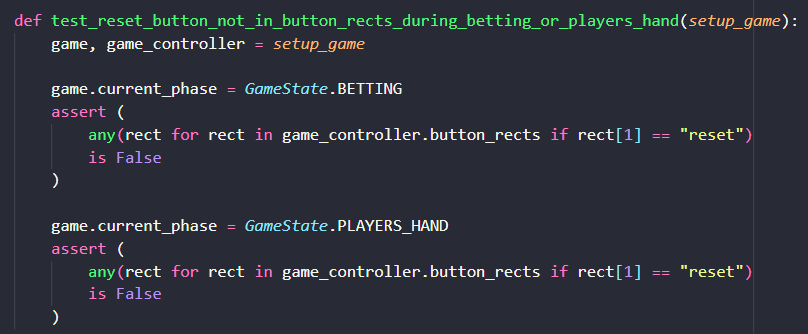 def test_reset_button_not_in_button_rects_during_betting_or_players_hand(setup_game):
    game, game_controller = setup_game

    game.current_phase = GameState.BETTING
    assert (
        any(rect for rect in game_controller.button_rects if rect[1] == "reset")
        is False
    )

    game.current_phase = GameState.PLAYERS_HAND
    assert (
        any(rect for rect in game_controller.button_rects if rect[1] == "reset")
        is False
    )